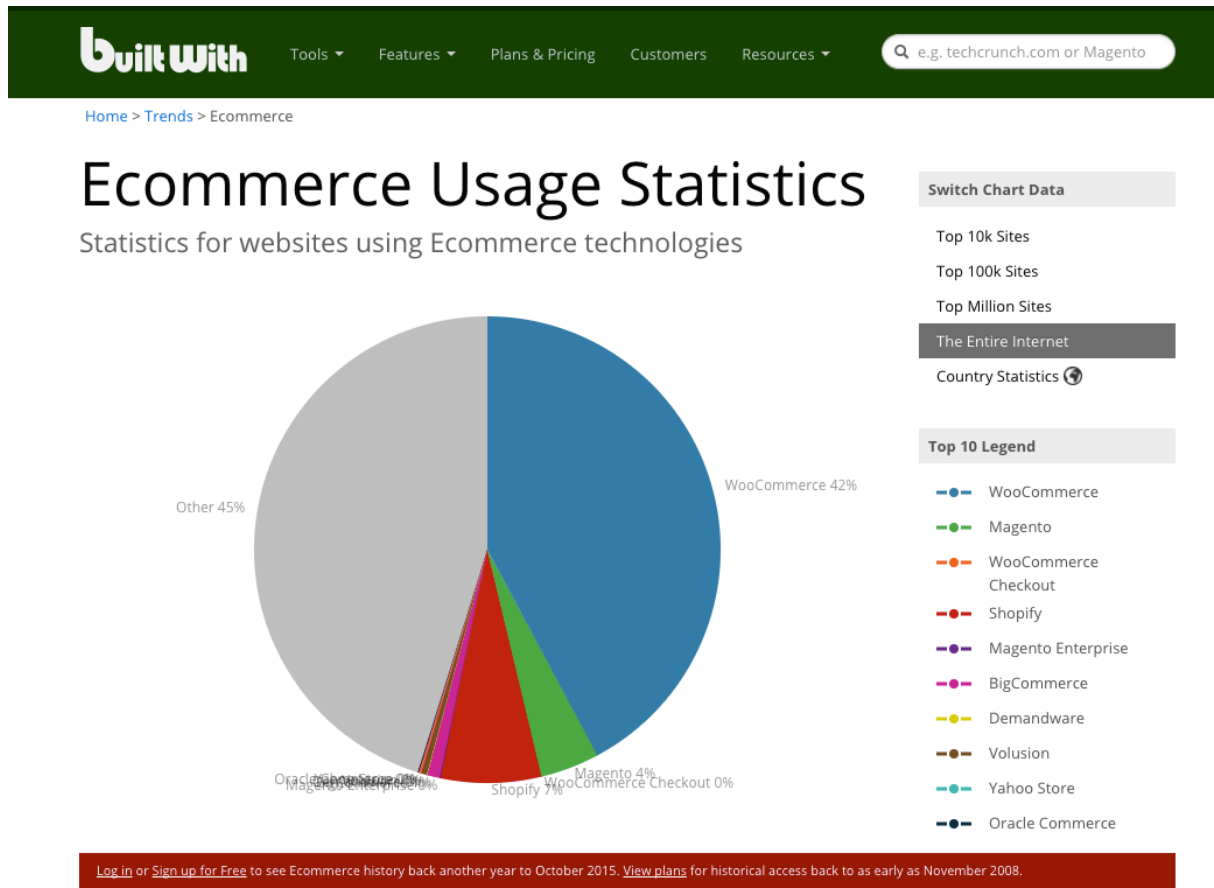 builtwith
Tools Features Plans & Pricing Customers Resources e.g. techcrunch.com or Magento
Home > Trends > Ecommerce
Ecommerce Usage Statistics
Statistics for websites using Ecommerce technologies
Switch Chart Data
Top 10k Sites
Top 100k Sites
Top Million Sites
The Entire Internet
Country Statistics
Top 10 Legend
WooCommerce
Magento
WooCommerce
Checkout
Shopify
Magento Enterprise
BigCommerce
Demandware
Volusion
Yahoo Store
Oracle Commerce
WooCommerce 42%
Other 45%
Magento 4%
WooCommerce Checkout 0%
Shopify 7%
Magento Enterprise 0%
Log in or Sign up for Free to see Ecommerce history back another year to October 2015. View plans for historical access back to as early as November 2008.